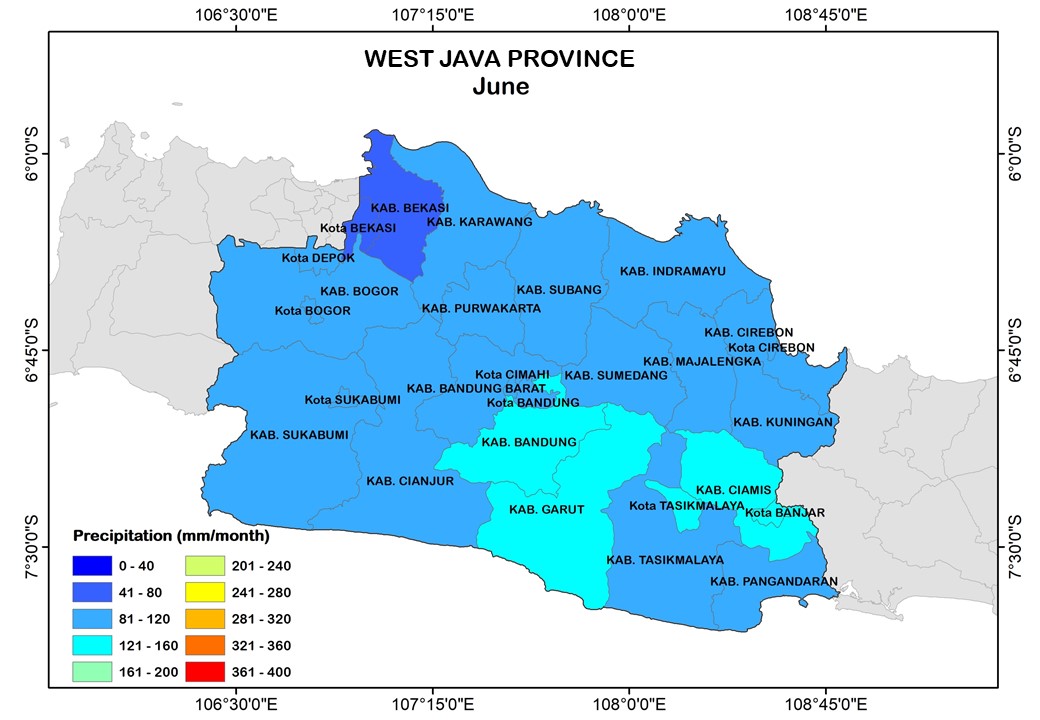 106°30'0"E 107°15'0"E 108°0'0"E 108°45'0"E
WEST JAVA PROVINCE
June
6°0'0"S 6°0'0"S
KAB. BEKASI
KAB. KARAWANG
Kota BEKASI
Kota DEPOK
KAB. INDRAMAYU
KAB. BOGOR KAB. SUBANG
Kota BOGOR KAB. PURWAKARTA
KAB. CIREBON
Kota CIREBON
6°45'0"S 6°45'0"S
KAB. MAJALENGKA
Kota CIMAHI KAB. SUMEDANG
KAB. BANDUNG BARAT
Kota SUKABUMI Kota BANDUNG
KAB. KUNINGAN
KAB. SUKABUMI KAB. BANDUNG
KAB. CIANJUR
KAB. CIAMIS
KAB. GARUT Kota TASIKMALAYA Kota BANJAR
7°30'0"S 7°30'0"S
KAB. TASIKMALAYA
KAB. PANGANDARAN
Precipitation (mm/month)
0 - 40 201 - 240
41 - 80 241 - 280
81 - 120 281 - 320
121 - 160 321 - 360
161 - 200 361 - 400
106°30'0"E 107°15'0"E 108°0'0"E 108°45'0"E